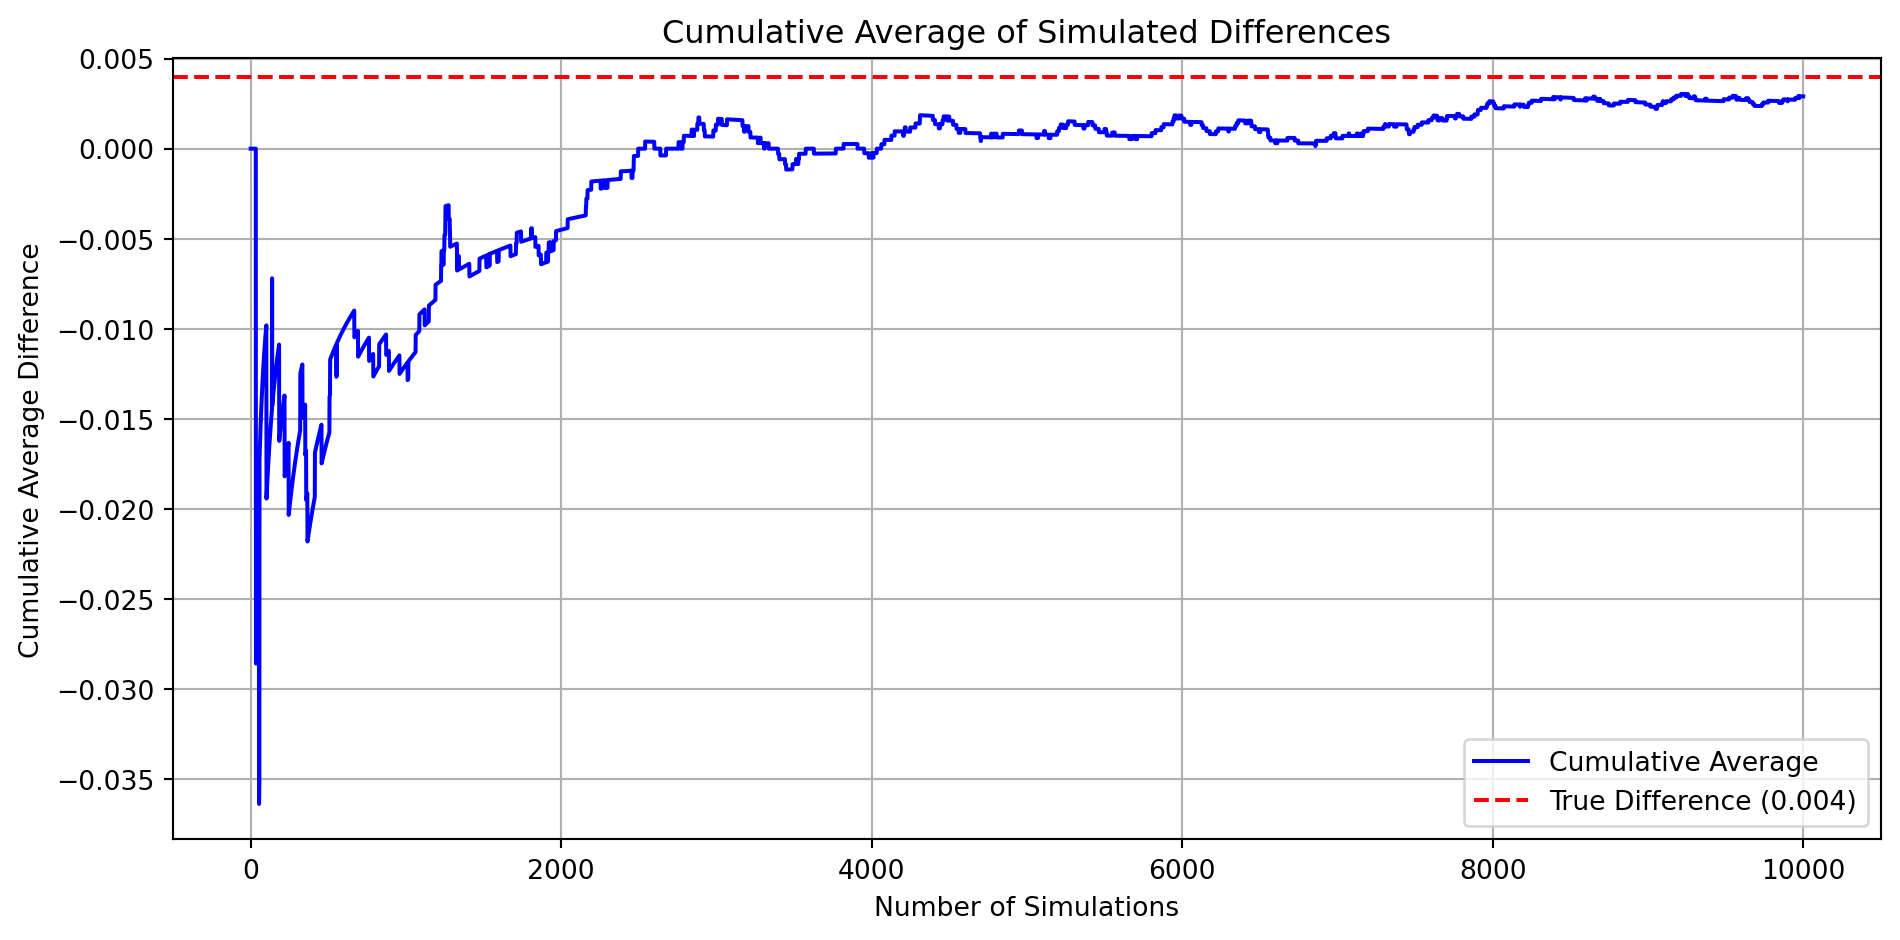 Cumulative Average of Simulated Differences
Cumulative Average Difference
0.005
0.000
−0.005
−0.010
−0.015
−0.020
−0.025
−0.030
−0.035
Cumulative Average
True Difference (0.004)
0 2000 4000 6000 8000 10000
Number of Simulations